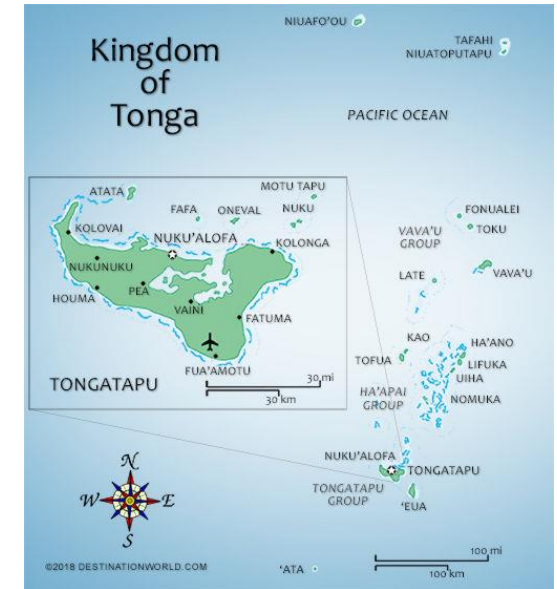 NIUAFO'OU
TAFAHI
NIUATOPUTAPU
Kingdom
of
Tonga
PACIFIC OCEAN
ATATA
MOTU TAPU
FAFA
ONEVAL
NUKU
KOLOVAI
NUKU'ALOFA
KOLONGA
NUKUNUKU
HOUMA
PEA
VAINI
FATUMA
FUA'AMOTU
TONGATAPU
30 mi
30 km
FONUALEI
TOKU
VAVA'U
GROUP
LATE
VAVA'U
KAO
HA'ANO
TOFUA
LIFUKA
UIHA
HA'APAI
GROUP
NOMUKA
NUKU'ALOFA
TONGATAPU
TONGATAPU
GROUP
'EUA
N
W E
S
©2018 DESTINATIONWORLD.COM
'ATA
100 mi
100 km